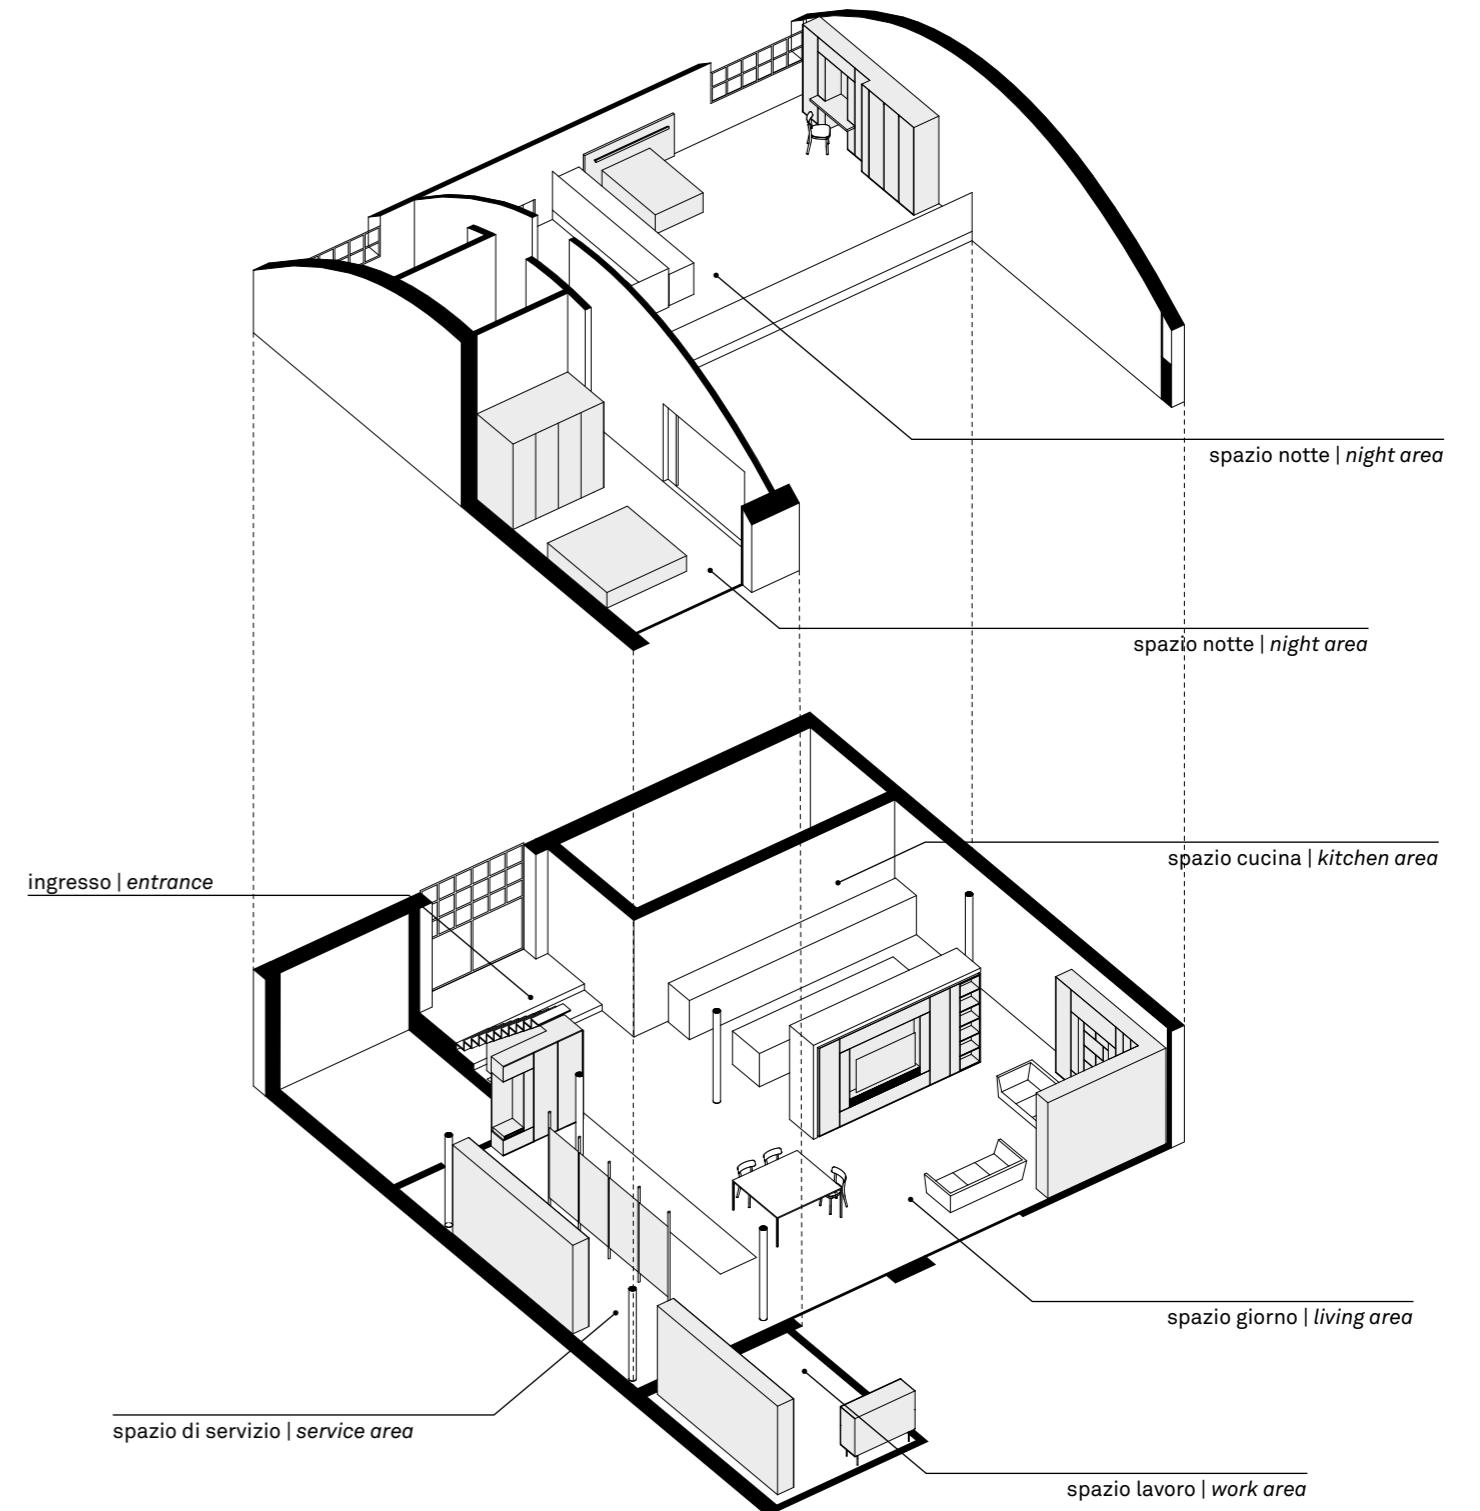 spazio notte | night area
spazio notte | night area
spazio cucina | kitchen area
ingresso | entrance
spazio giorno | living area
spazio di servizio | service area
spazio lavoro | work area